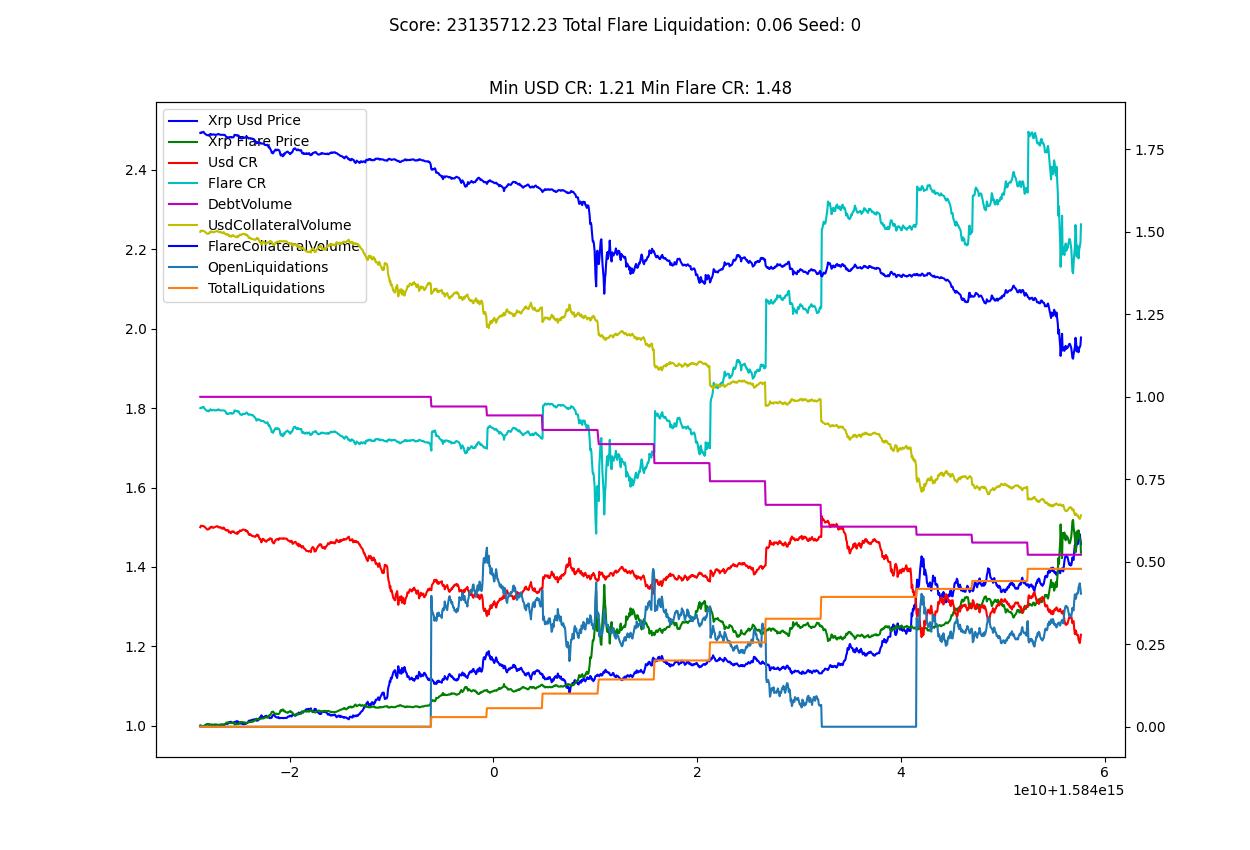 Score: 23135712.23 Total Flare Liquidation: 0.06 Seed: 0
Min USD CR: 1.21 Min Flare CR: 1.48
Xrp Usd Price
Xrp Flare Price
Usd CR
Flare CR
DebtVolume
UsdCollateralVolume
FlareCollateralVolume
OpenLiquidations
TotalLiquidations
2.4
2.2
2.0
1.8
1.6
1.4
1.2
1.0
1.75
1.50
1.25
1.00
0.75
0.50
0.25
0.00
−2
0
2
4
6
1e10+1.584e15